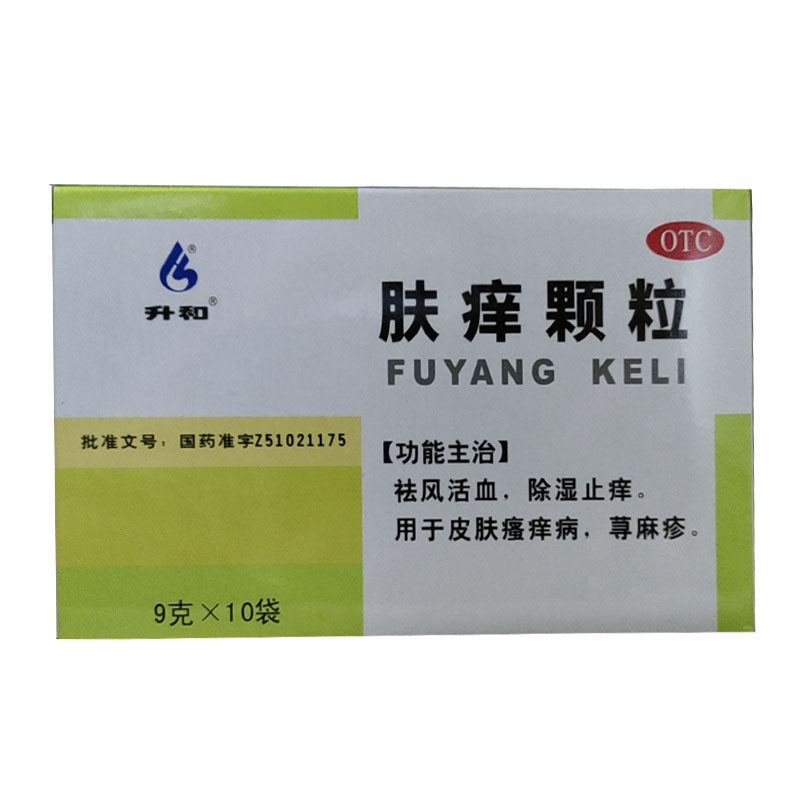 ®
升和®
OTC
肤痒颗粒
FUYANG KELI
批准文号：国药准字Z51021175
【功能主治】
祛风活血，除湿止痒。
用于皮肤瘙痒病，荨麻疹。
9克×10袋